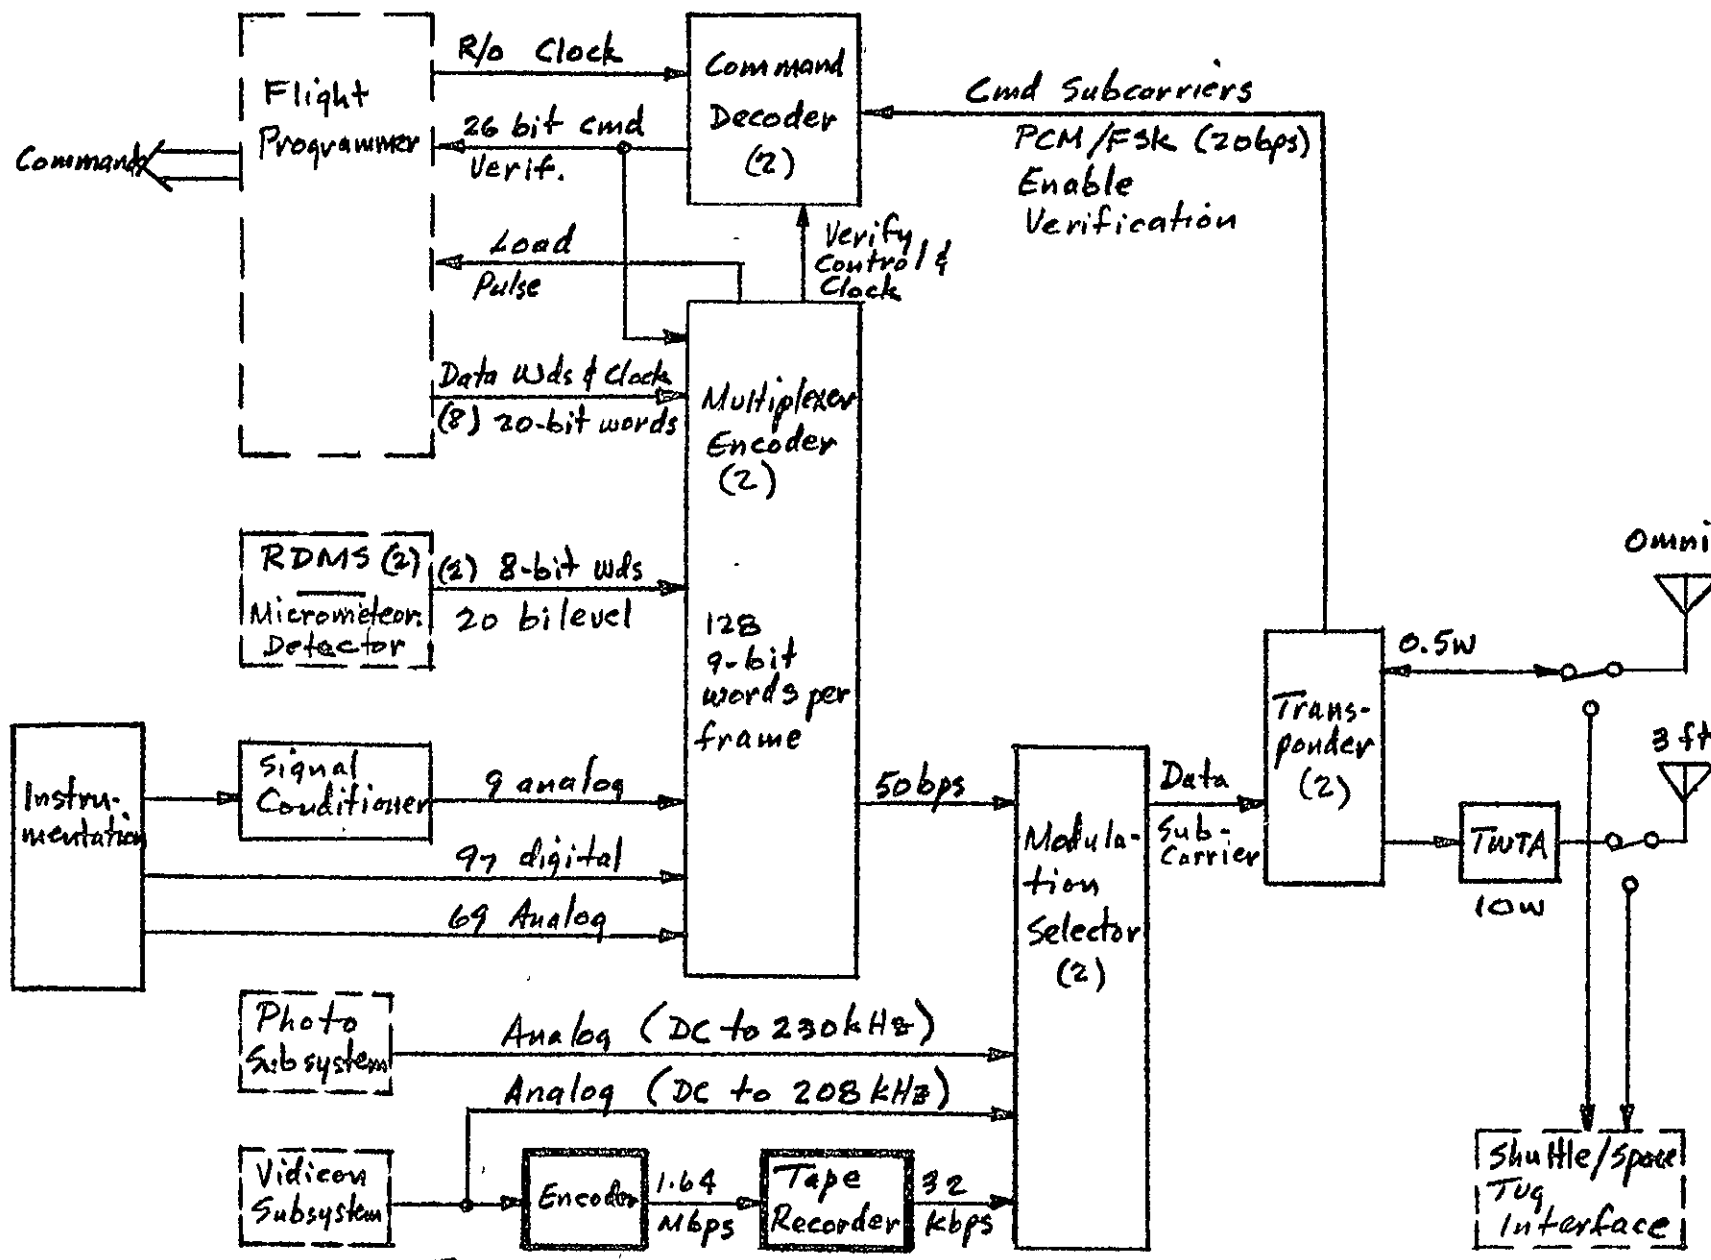 R/o Clock
Flight
Programmer
Commands
26 bit cmd
Verif.
Command
Decoder
(2)
Cmd Subcarriers
PCM/FSK (20bps)
Enable
Verification
Load
Pulse
Verify
Control &
Clock
Data Wds & Clock
(8) 20-bit words
Multiplexer
Encoder
(2)
128
9-bit
words per
frame
RDMS (2)
Micrometeor.
Detector
(2) 8-bit wds
20 bilevel
Instru-
mentation
Signal
Conditioner
9 analog
97 digital
69 Analog
50bps
Modula-
tion
Selector
(2)
Data
Sub-
Carrier
Trans-
ponder
(2)
0.5w
Omni
3 ft
TWTA
10w
Photo
Subsystem
Analog (DC to 230kHz)
Analog (DC to 208kHz)
Vidicon
Subsystem
Encoder
1.64
Mbps
Tape
Recorder
32
kbps
Shuttle/Space
Tug
Interface